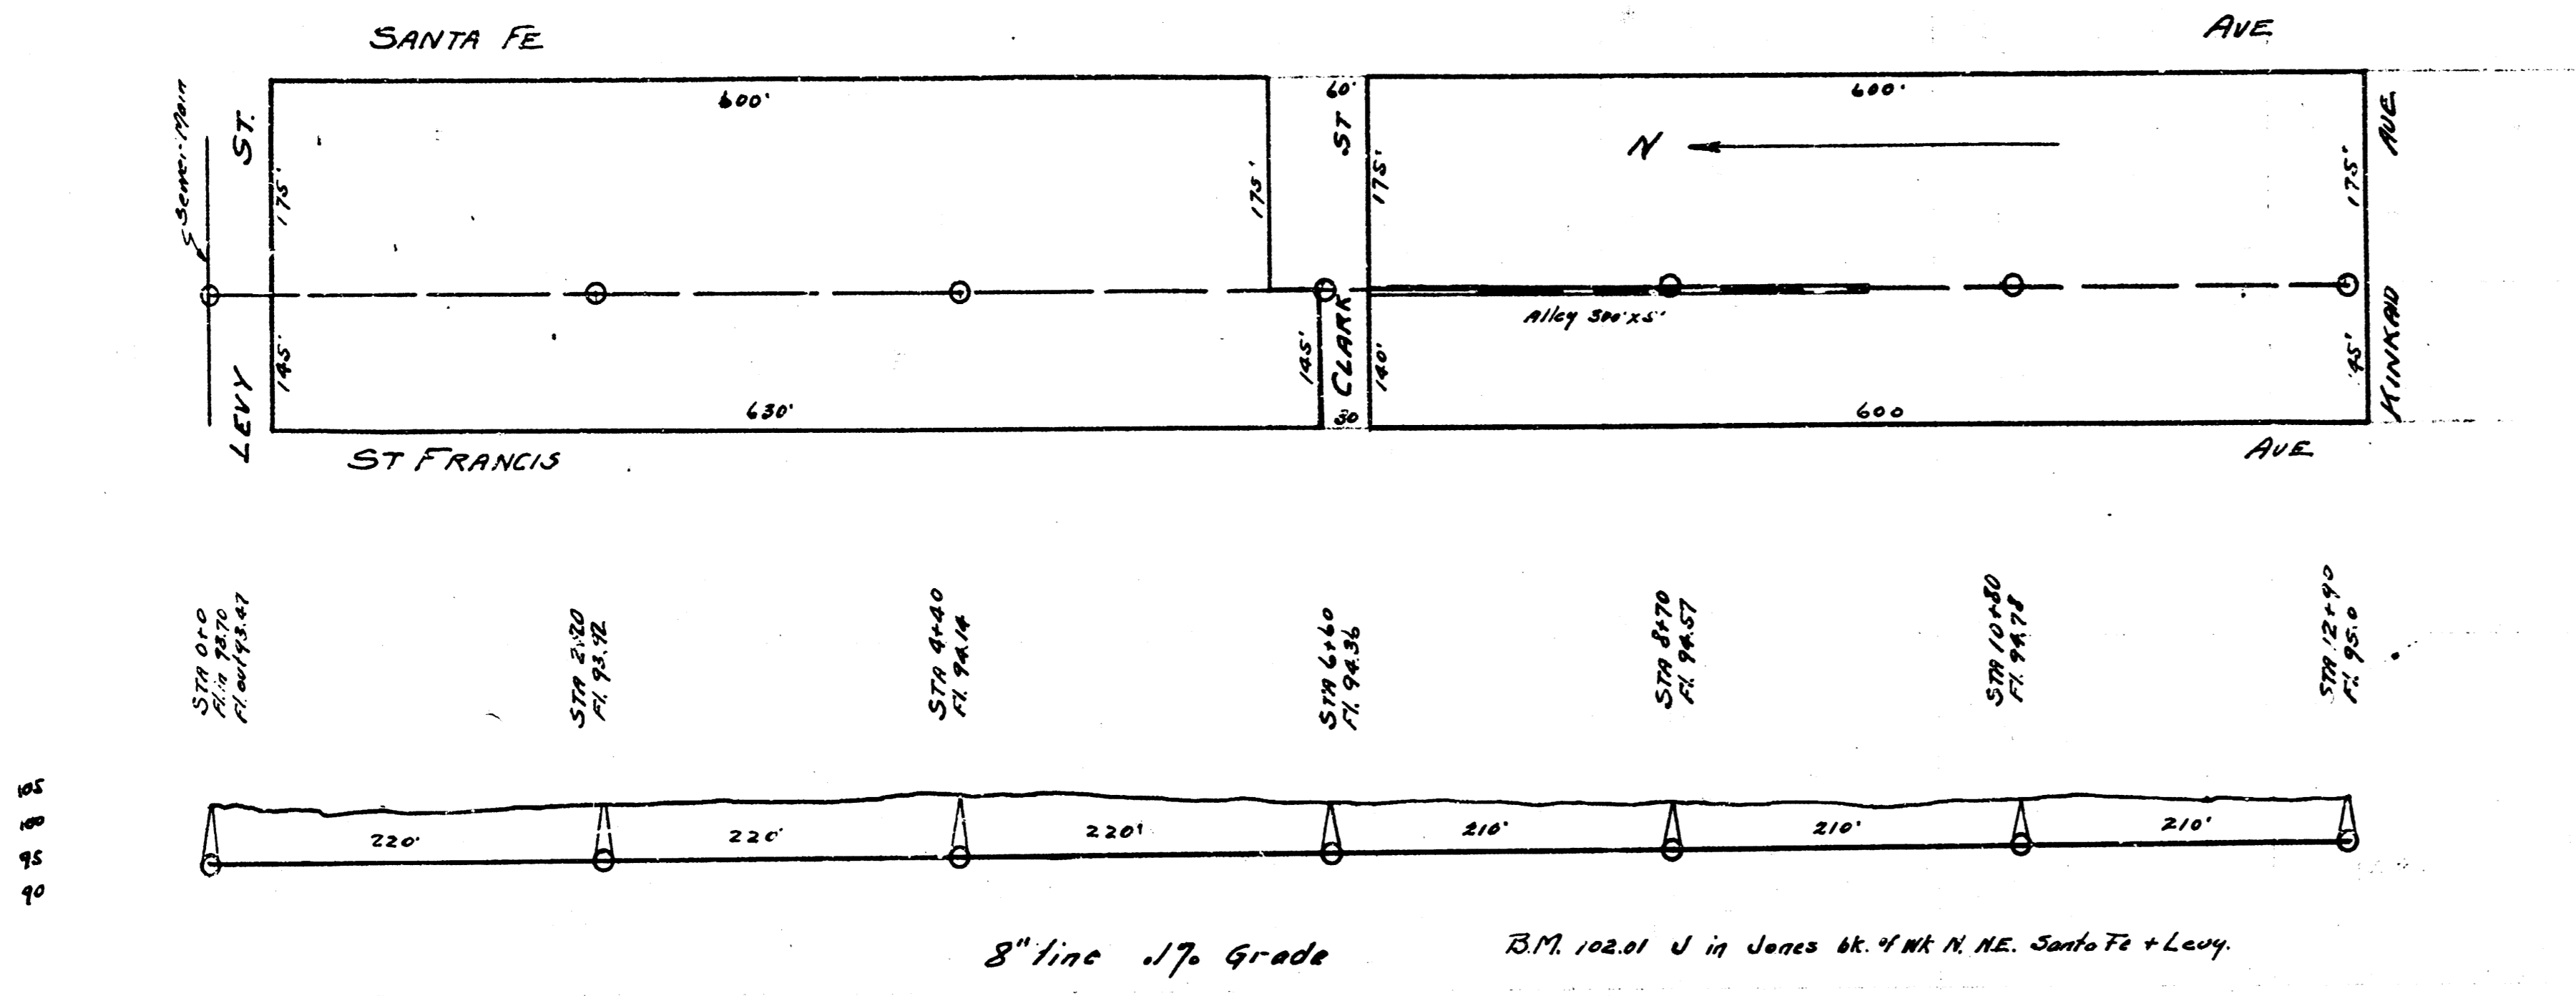 SANTA FE AVE
Sewer Main
LEVY ST.
600'
60'
600'
175'
175'
ST
175'
N
175'
AVE
Alley 300'x5'
145'
145'
CLARK
140'
45'
KINKAD
630'
30
600
ST FRANCIS AVE
STA 0+0
Fl. in 93.70
Fl. out 93.47
STA 2+20
Fl. 93.92
STA 4+40
Fl. 94.14
STA 6+60
Fl. 94.36
STA 8+70
Fl. 94.57
STA 10+80
Fl. 94.78
STA 12+90
Fl. 95.0
105
100
95
90
220'
220'
220'
210'
210'
210'
8" line .1% Grade
B.M. 102.01 J in Jones bk. of Wk N. N.E. Santa Fe + Levy.